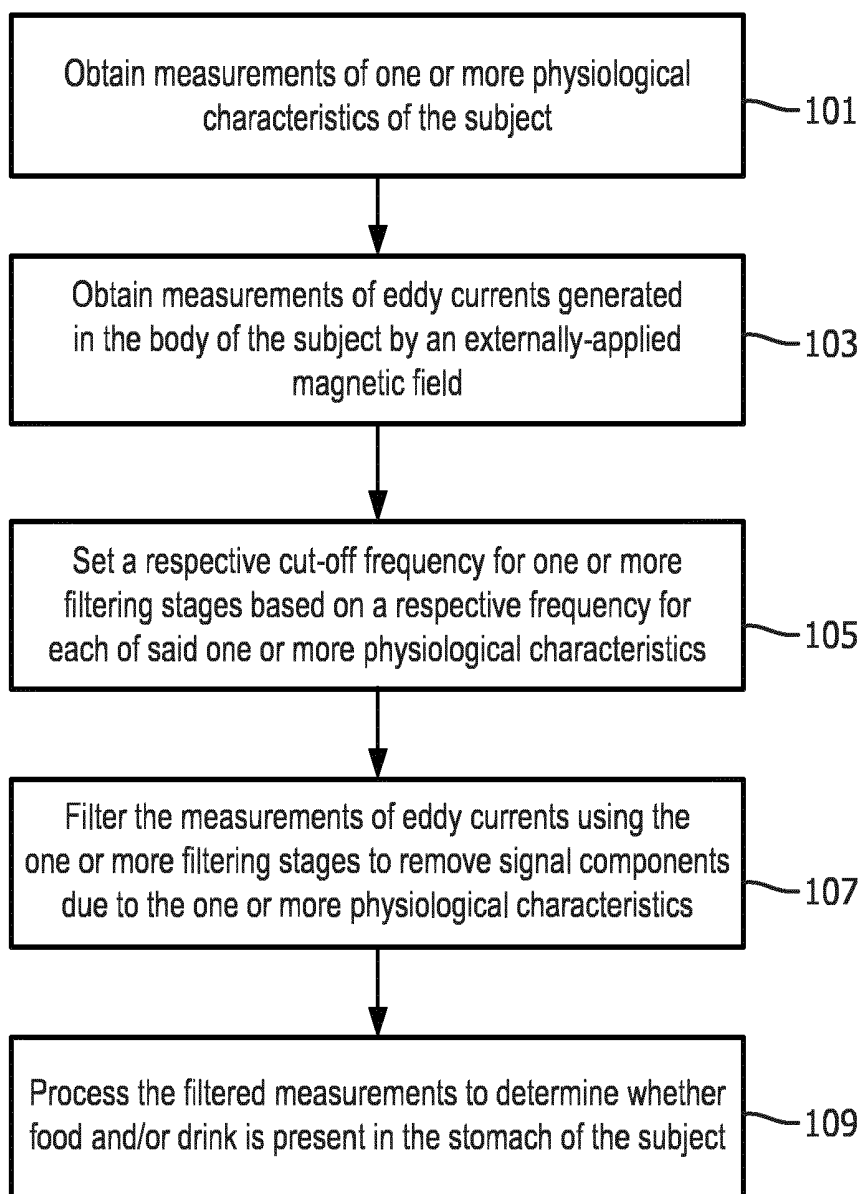 Obtain measurements of one or more physiological
characteristics of the subject
101
Obtain measurements of eddy currents generated
in the body of the subject by an externally-applied
magnetic field
103
Set a respective cut-off frequency for one or more
filtering stages based on a respective frequency for
each of said one or more physiological characteristics
105
Filter the measurements of eddy currents using the
one or more filtering stages to remove signal components
due to the one or more physiological characteristics
107
Process the filtered measurements to determine whether
food and/or drink is present in the stomach of the subject
109